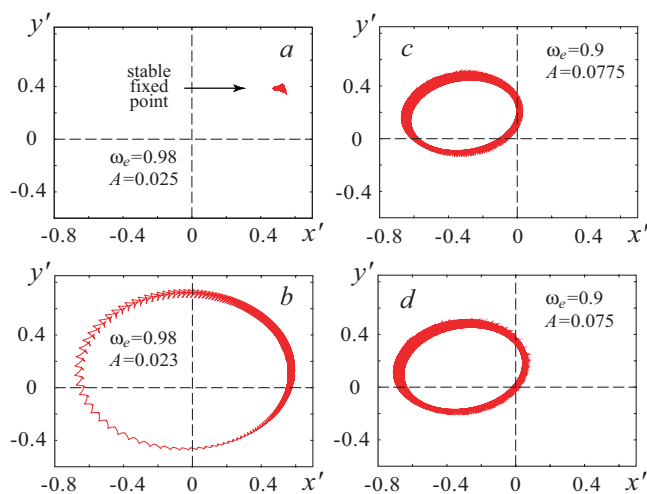 y′
a
0.4
stable
fixed
point
0
ωe=0.98
A=0.025
-0.4
-0.8 -0.4 0 0.4 x′
y′
c
ωe=0.9
A=0.0775
0.4
0
-0.4
-0.8 -0.4 0 0.4 x′
y′
b
0.4
ωe=0.98
A=0.023
0
-0.4
-0.8 -0.4 0 0.4 x′
y′
d
ωe=0.9
A=0.075
0.4
0
-0.4
-0.8 -0.4 0 0.4 x′